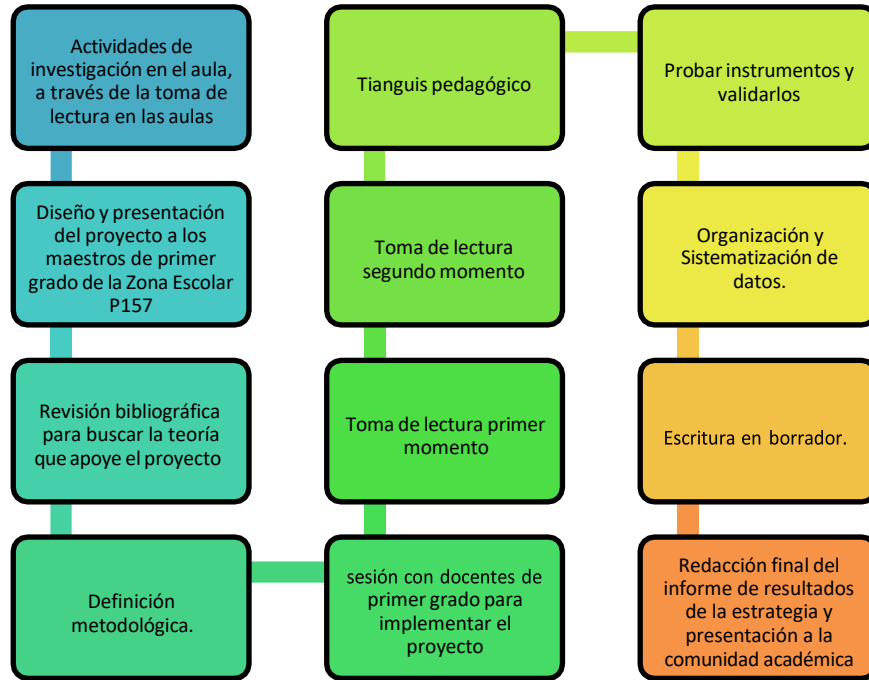 Actividades de
investigación en el aula,
a través de la toma de
lectura en las aulas
Diseño y presentación
del proyecto a los
maestros de primer
grado de la Zona Escolar
P157
Revisión bibliográfica
para buscar la teoría
que apoye el proyecto
Definición
metodológica.
sesión con docentes de
primer grado para
implementar el
proyecto
Toma de lectura primer
momento
Toma de lectura
segundo momento
Tianguis pedagógico
Probar instrumentos y
validarlos
Organización y
Sistematización de
datos.
Escritura en borrador.
Redacción final del
informe de resultados
de la estrategia y
presentación a la
comunidad académica